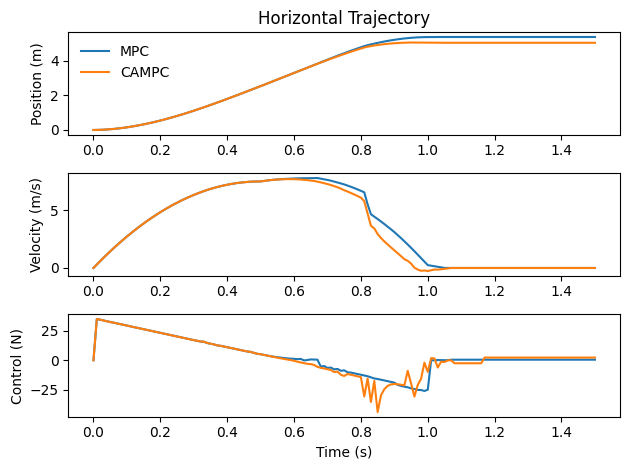 Horizontal Trajectory
Position (m)
4
2
0
MPC
CAMPC
0.0 0.2 0.4 0.6 0.8 1.0 1.2 1.4
Velocity (m/s)
5
0
0.0 0.2 0.4 0.6 0.8 1.0 1.2 1.4
Control (N)
25
0
−25
0.0 0.2 0.4 0.6 0.8 1.0 1.2 1.4
Time (s)